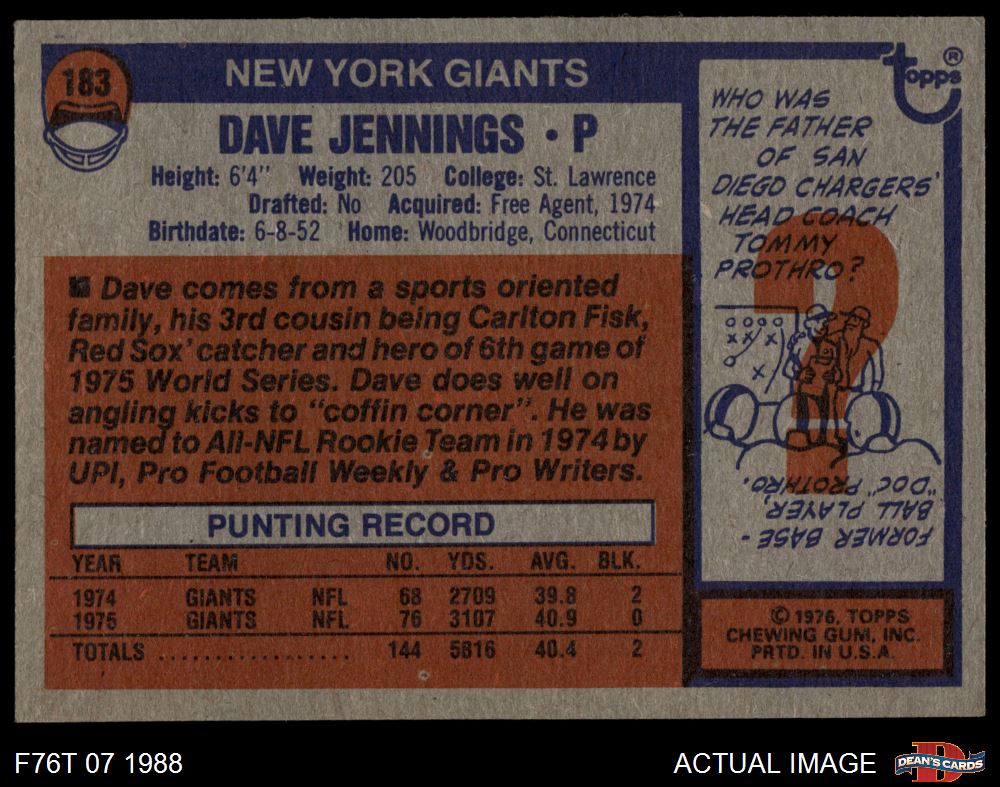 183
NEW YORK GIANTS
DAVE JENNINGS • P
Height: 6'4" Weight: 205 College: St. Lawrence
Drafted: No Acquired: Free Agent, 1974
Birthdate: 6-8-52 Home: Woodbridge, Connecticut
Dave comes from a sports oriented
family, his 3rd cousin being Carlton Fisk,
Red Sox' catcher and hero of 6th game of
1975 World Series. Dave does well on
angling kicks to "coffin corner". He was
named to All-NFL Rookie Team in 1974 by
UPI, Pro Football Weekly & Pro Writers.
PUNTING RECORD
YEAR TEAM NO. YDS. AVG. BLK.
1974 GIANTS NFL 68 2709 39.8 2
1975 GIANTS NFL 76 3107 40.9 0
TOTALS .................. 144 5816 40.4 2
topps ®
WHO WAS
THE FATHER
OF SAN
DIEGO CHARGERS'
HEAD COACH
TOMMY
PROTHRO?
?
OOOO
XXX
X
FORMER BASE-
BALL PLAYER,
"DOC" PROTHRO.
© 1976, TOPPS
CHEWING GUM, INC.
PRTD. IN U.S.A.
F76T 07 1988
ACTUAL IMAGE
D
DEAN'S CARDS